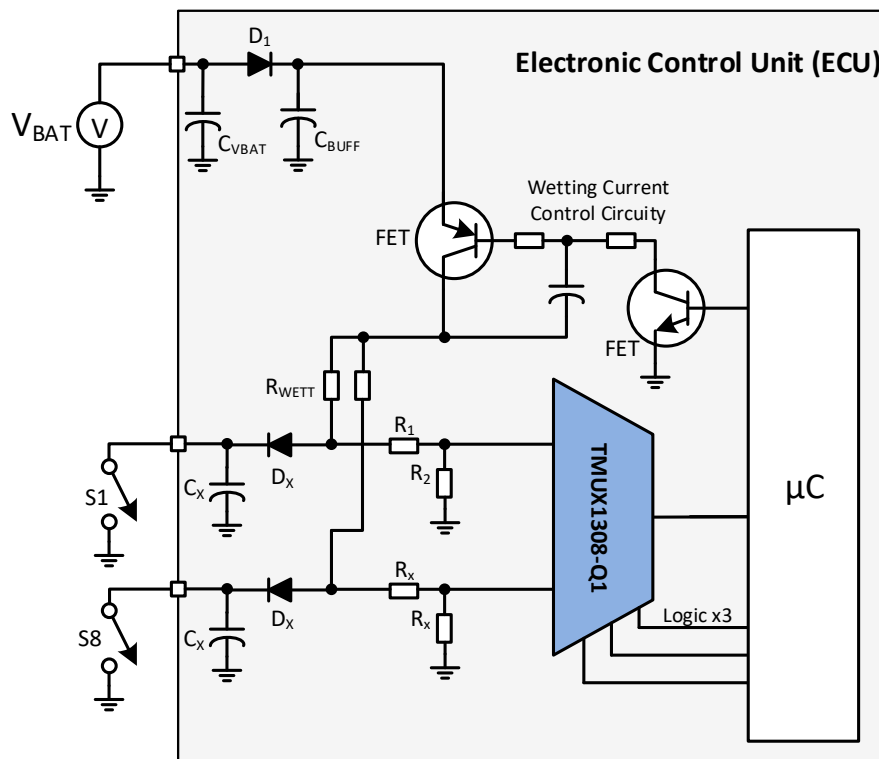 D1
Electronic Control Unit (ECU)
VBAT
V
CVBAT
CBUFF
Wetting Current
Control Circuity
FET
FET
RWETT
R1
R2
S1
CX
DX
TMUX1308-Q1
µC
Rx
Rx
S8
CX
DX
Logic x3